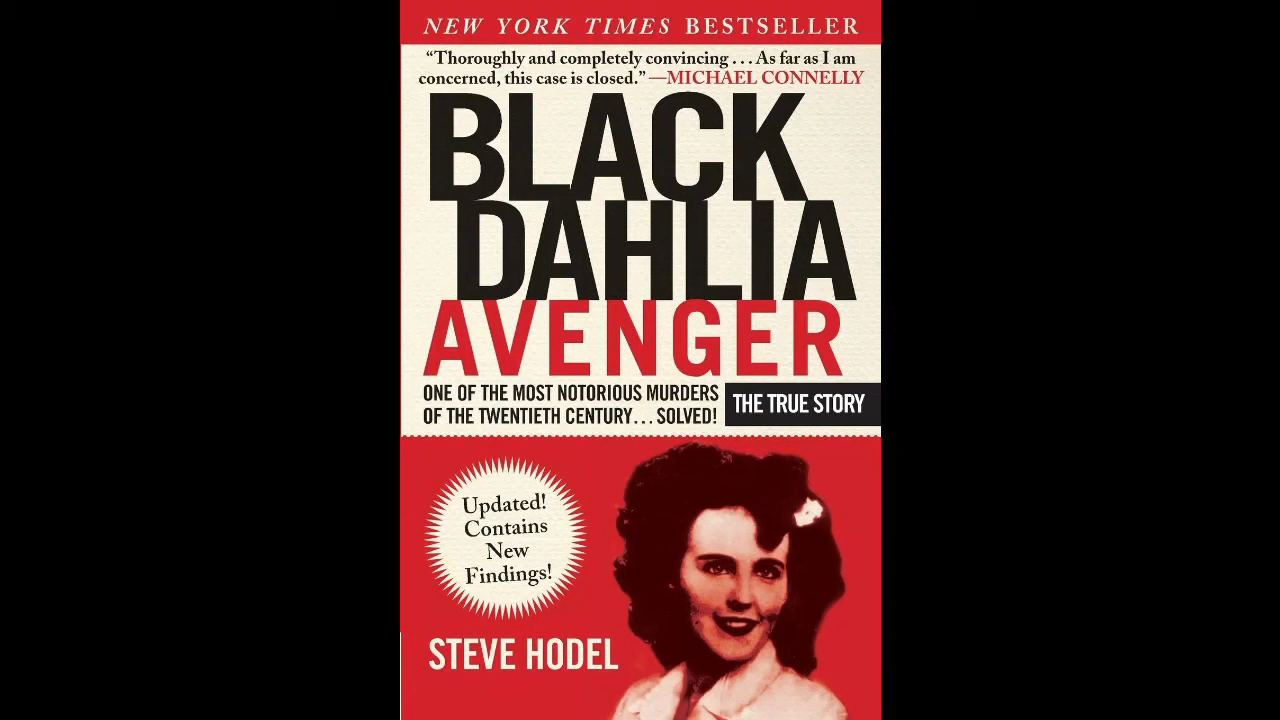 NEW YORK TIMES BESTSELLER
“Thoroughly and completely convincing . . . As far as I am
concerned, this case is closed.” —MICHAEL CONNELLY
BLACK
DAHLIA
AVENGER
ONE OF THE MOST NOTORIOUS MURDERS
OF THE TWENTIETH CENTURY . . . SOLVED!
THE TRUE STORY
Updated!
Contains
New
Findings!
STEVE HODEL